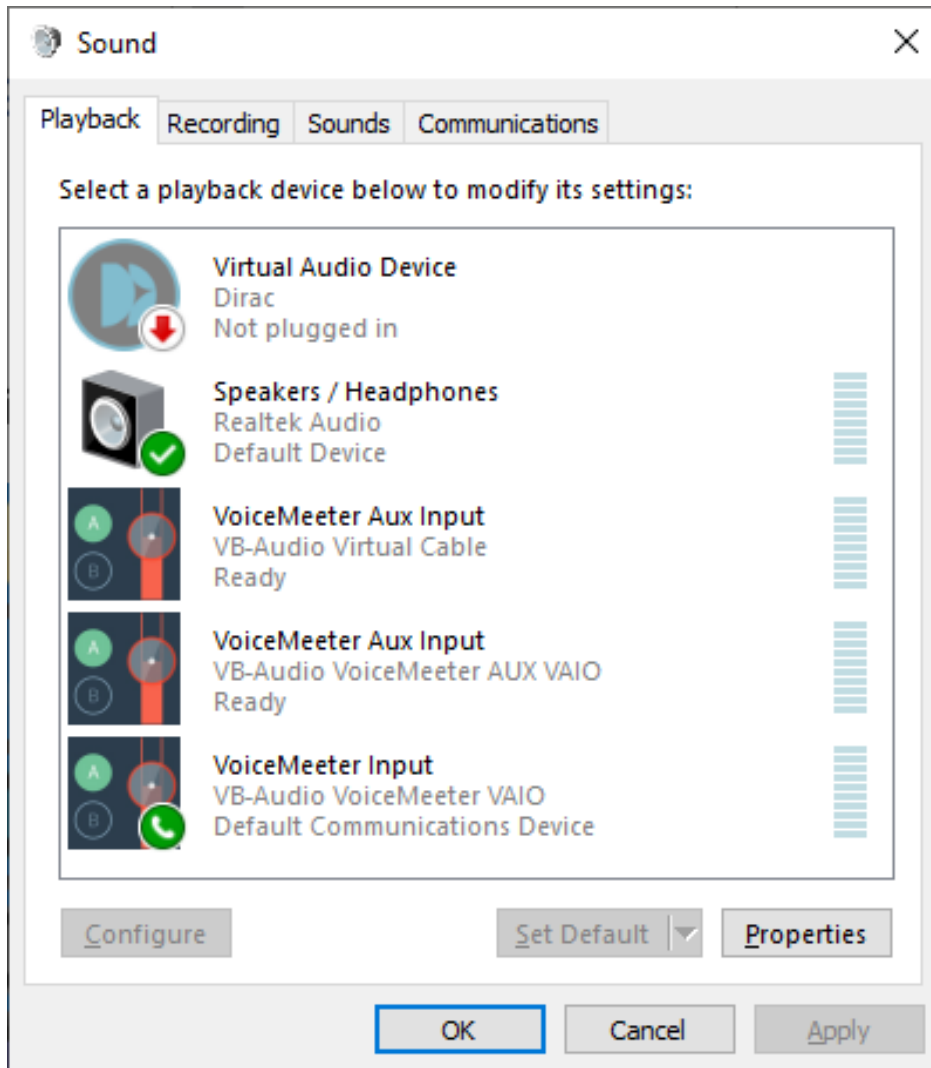 Sound
Playback Recording Sounds Communications
Select a playback device below to modify its settings:
Virtual Audio Device
Dirac
Not plugged in
Speakers / Headphones
Realtek Audio
Default Device
A
B
VoiceMeeter Aux Input
VB-Audio Virtual Cable
Ready
A
B
VoiceMeeter Aux Input
VB-Audio VoiceMeeter AUX VAIO
Ready
A
B
VoiceMeeter Input
VB-Audio VoiceMeeter VAIO
Default Communications Device
Configure Set Default Properties
OK Cancel Apply